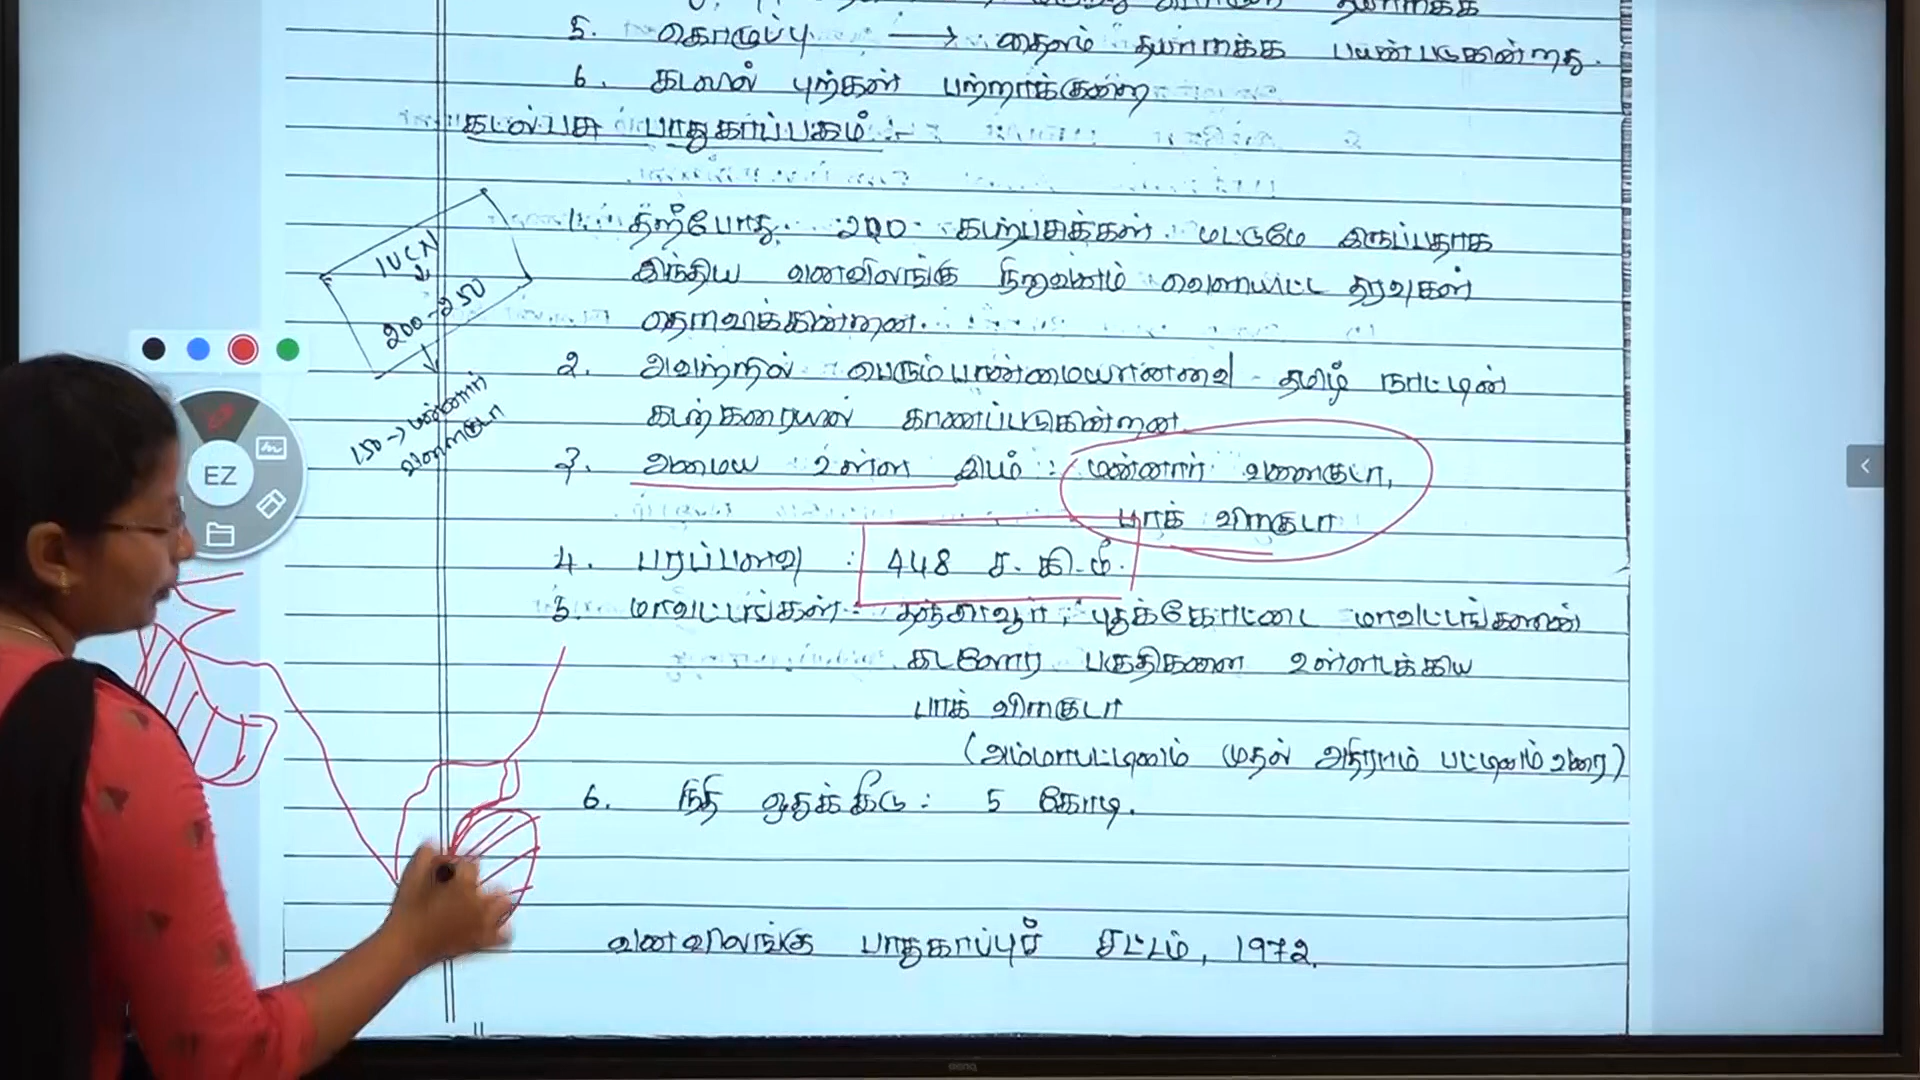 5. கொழுப்பு → தைலம் தயாரிக்க பயன்படுகின்றது.
6. கடலில் புற்கள் பற்றாக்குறை
கடல்பசு பாதுகாப்பகம் :-
1. தற்போது 200 கடற்பசுக்கள் மட்டுமே இருப்பதாக
இந்திய வனவிலங்கு நிறுவனம் வெளியிட்ட தரவுகள்
தெரிவிக்கின்றன.
IUCN
200-250
150 → மன்னார்
வளைகுடா
2. அவற்றில் பெரும்பான்மையானவை தமிழ் நாட்டின்
கடற்கரையில் காணப்படுகின்றன
3. அமைய உள்ள இடம் : மன்னார் வளைகுடா,
பாக் விரிகுடா
4. பரப்பளவு : 448 ச.கி.மீ.
5. மாவட்டங்கள் : தஞ்சாவூர், புதுக்கோட்டை மாவட்டங்களின்
கடலோர பகுதிகளை உள்ளடக்கிய
பாக் விரிகுடா
(அம்மாபட்டினம் முதல் அதிராம் பட்டினம் வரை)
6. நிதி ஒதுக்கீடு : 5 கோடி.
வனவிலங்கு பாதுகாப்புச் சட்டம், 1972.
EZ
BenQ